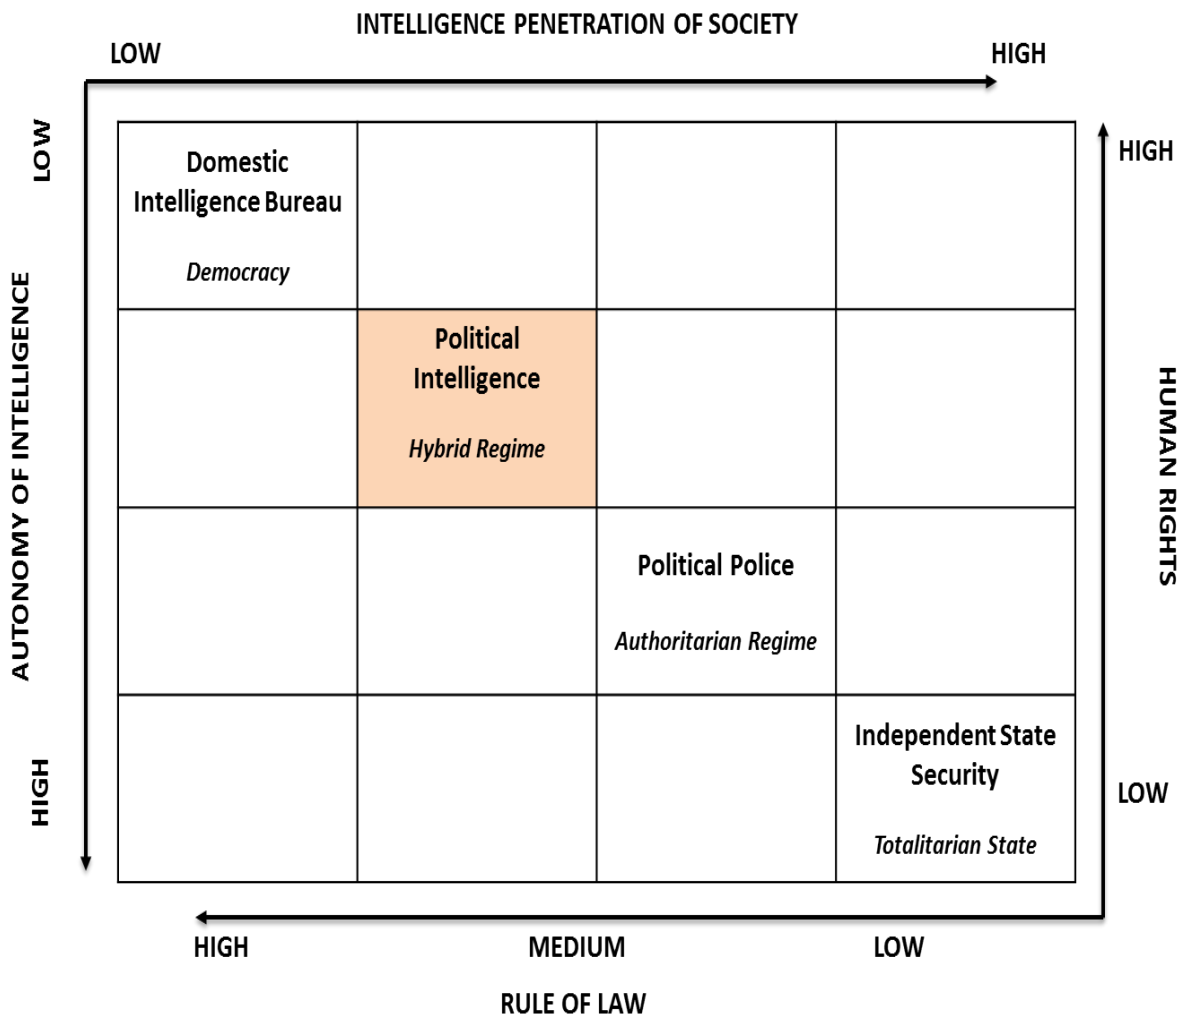 INTELLIGENCE PENETRATION OF SOCIETY
LOW
HIGH
LOW
AUTONOMY OF INTELLIGENCE
HIGH
Domestic
Intelligence Bureau
Democracy
Political
Intelligence
Hybrid Regime
Political Police
Authoritarian Regime
Independent State
Security
Totalitarian State
HIGH
HUMAN RIGHTS
LOW
HIGH
MEDIUM
LOW
RULE OF LAW